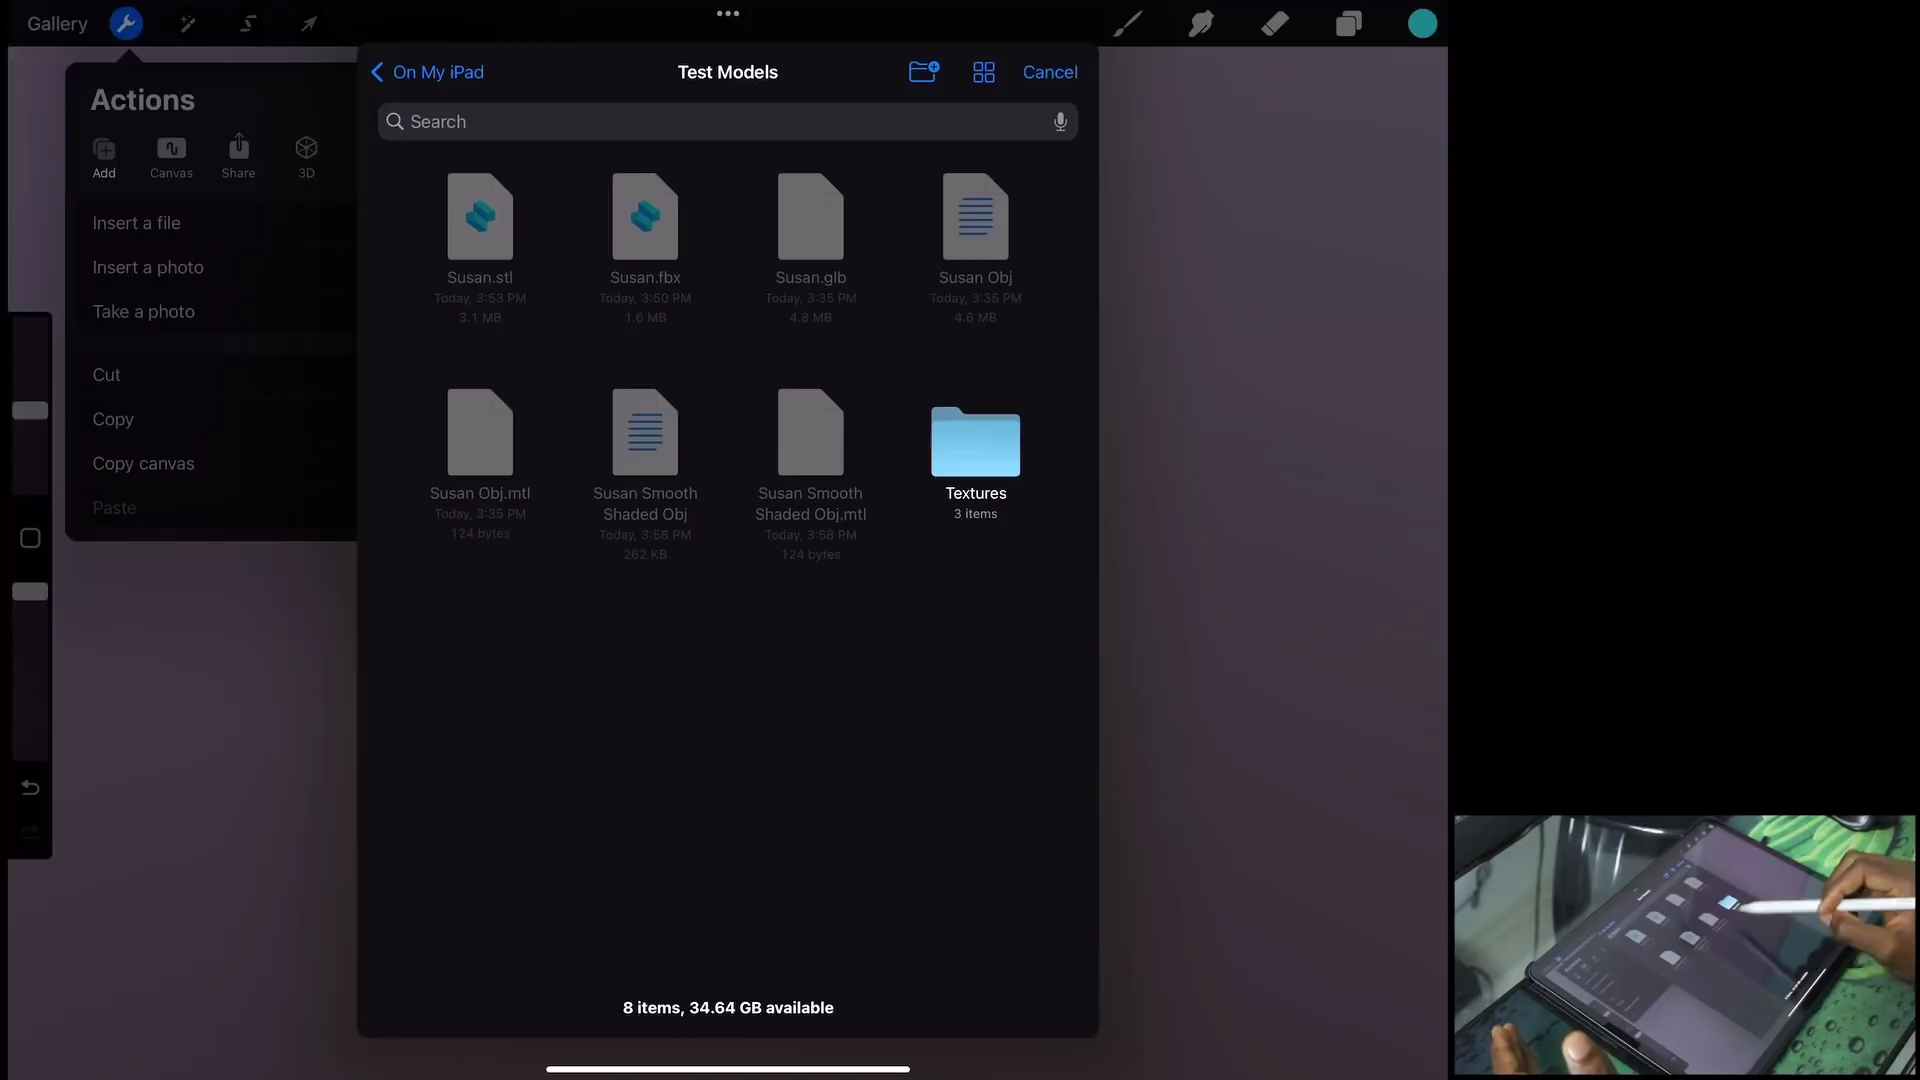 Gallery
Actions
Add
Canvas
Share
3D
Insert a file
Insert a photo
Take a photo
Cut
Copy
Copy canvas
Paste
On My iPad
Test Models
Cancel
Search
Susan.stl
Today, 3:53 PM
3.1 MB
Susan.fbx
Today, 3:50 PM
1.6 MB
Susan.glb
Today, 3:35 PM
4.8 MB
Susan Obj
Today, 3:35 PM
4.6 MB
Susan Obj.mtl
Today, 3:35 PM
124 bytes
Susan Smooth
Shaded Obj
Today, 3:58 PM
262 KB
Susan Smooth
Shaded Obj.mtl
Today, 3:58 PM
124 bytes
Textures
3 items
8 items, 34.64 GB available